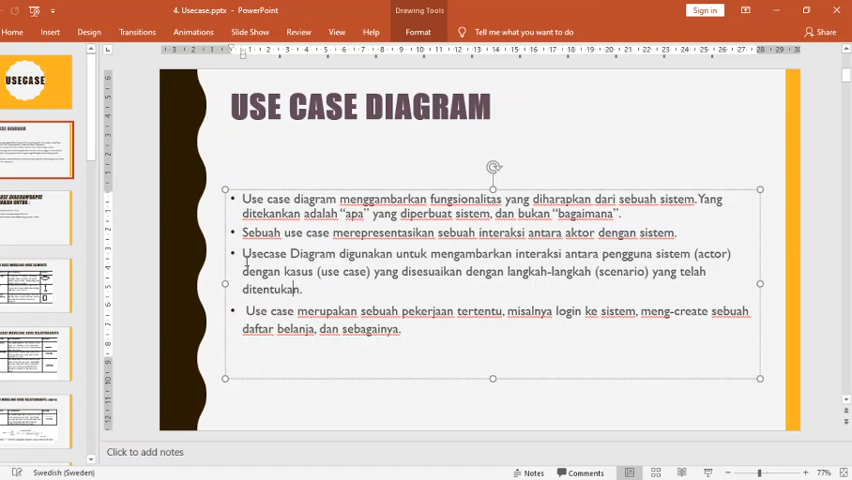 4. Usecase.pptx - PowerPoint
Drawing Tools
Sign in
Home
Insert
Design
Transitions
Animations
Slide Show
Review
View
Help
Format
Tell me what you want to do
Share
USECASE
USE CASE DIAGRAM
• Use case diagram menggambarkan fungsionalitas yang diharapkan dari sebuah sistem. Yang
ditekankan adalah “apa” yang diperbuat sistem, dan bukan “bagaimana”.
• Sebuah use case merepresentasikan sebuah interaksi antara aktor dengan sistem.
• Usecase Diagram digunakan untuk mengambarkan interaksi antara pengguna sistem (actor)
dengan kasus (use case) yang disesuaikan dengan langkah-langkah (scenario) yang telah
ditentukan.
• Use case merupakan sebuah pekerjaan tertentu, misalnya login ke sistem, meng-create sebuah
daftar belanja, dan sebagainya.
Click to add notes
Swedish (Sweden)
Notes
Comments
77%